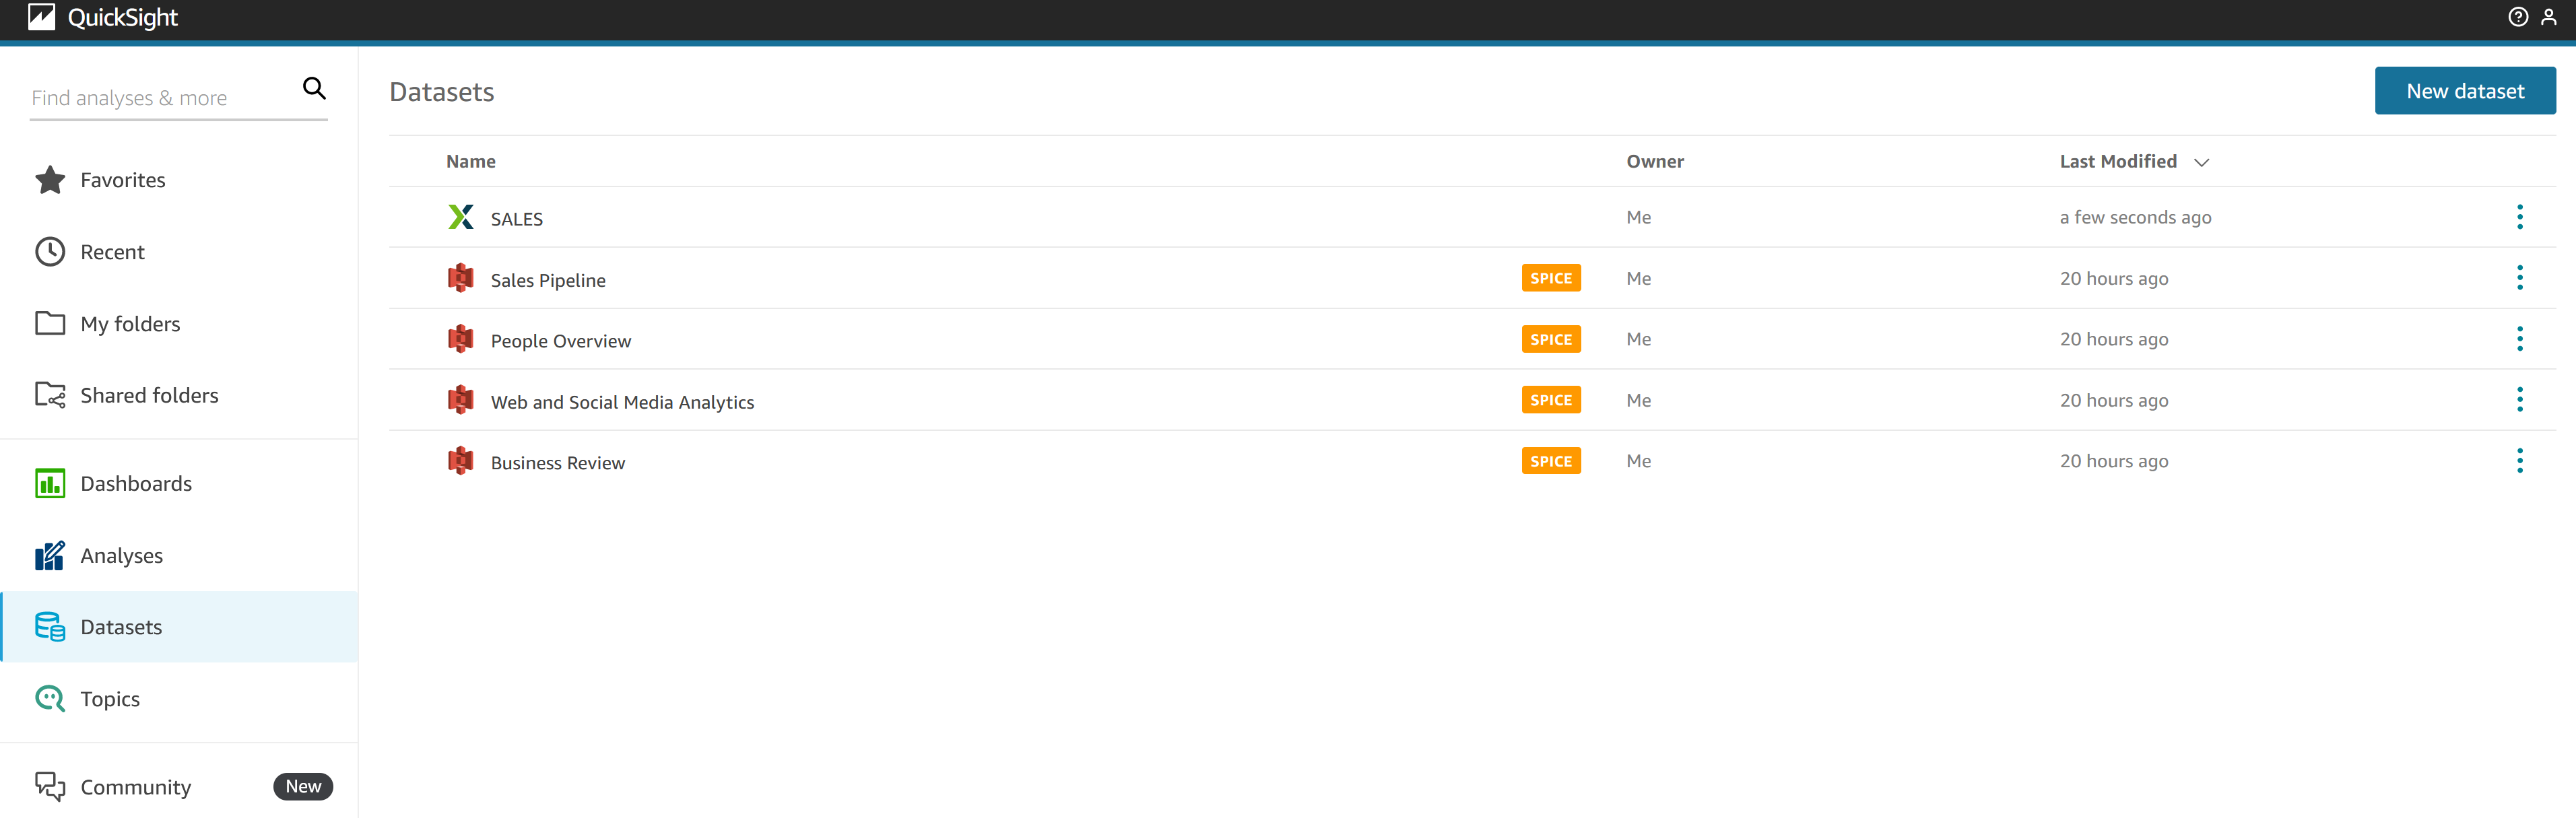 QuickSight
Find analyses & more
Favorites
Recent
My folders
Shared folders
Dashboards
Analyses
Datasets
Topics
Community New
Datasets
New dataset
Name Owner Last Modified
SALES Me a few seconds ago
Sales Pipeline SPICE Me 20 hours ago
People Overview SPICE Me 20 hours ago
Web and Social Media Analytics SPICE Me 20 hours ago
Business Review SPICE Me 20 hours ago